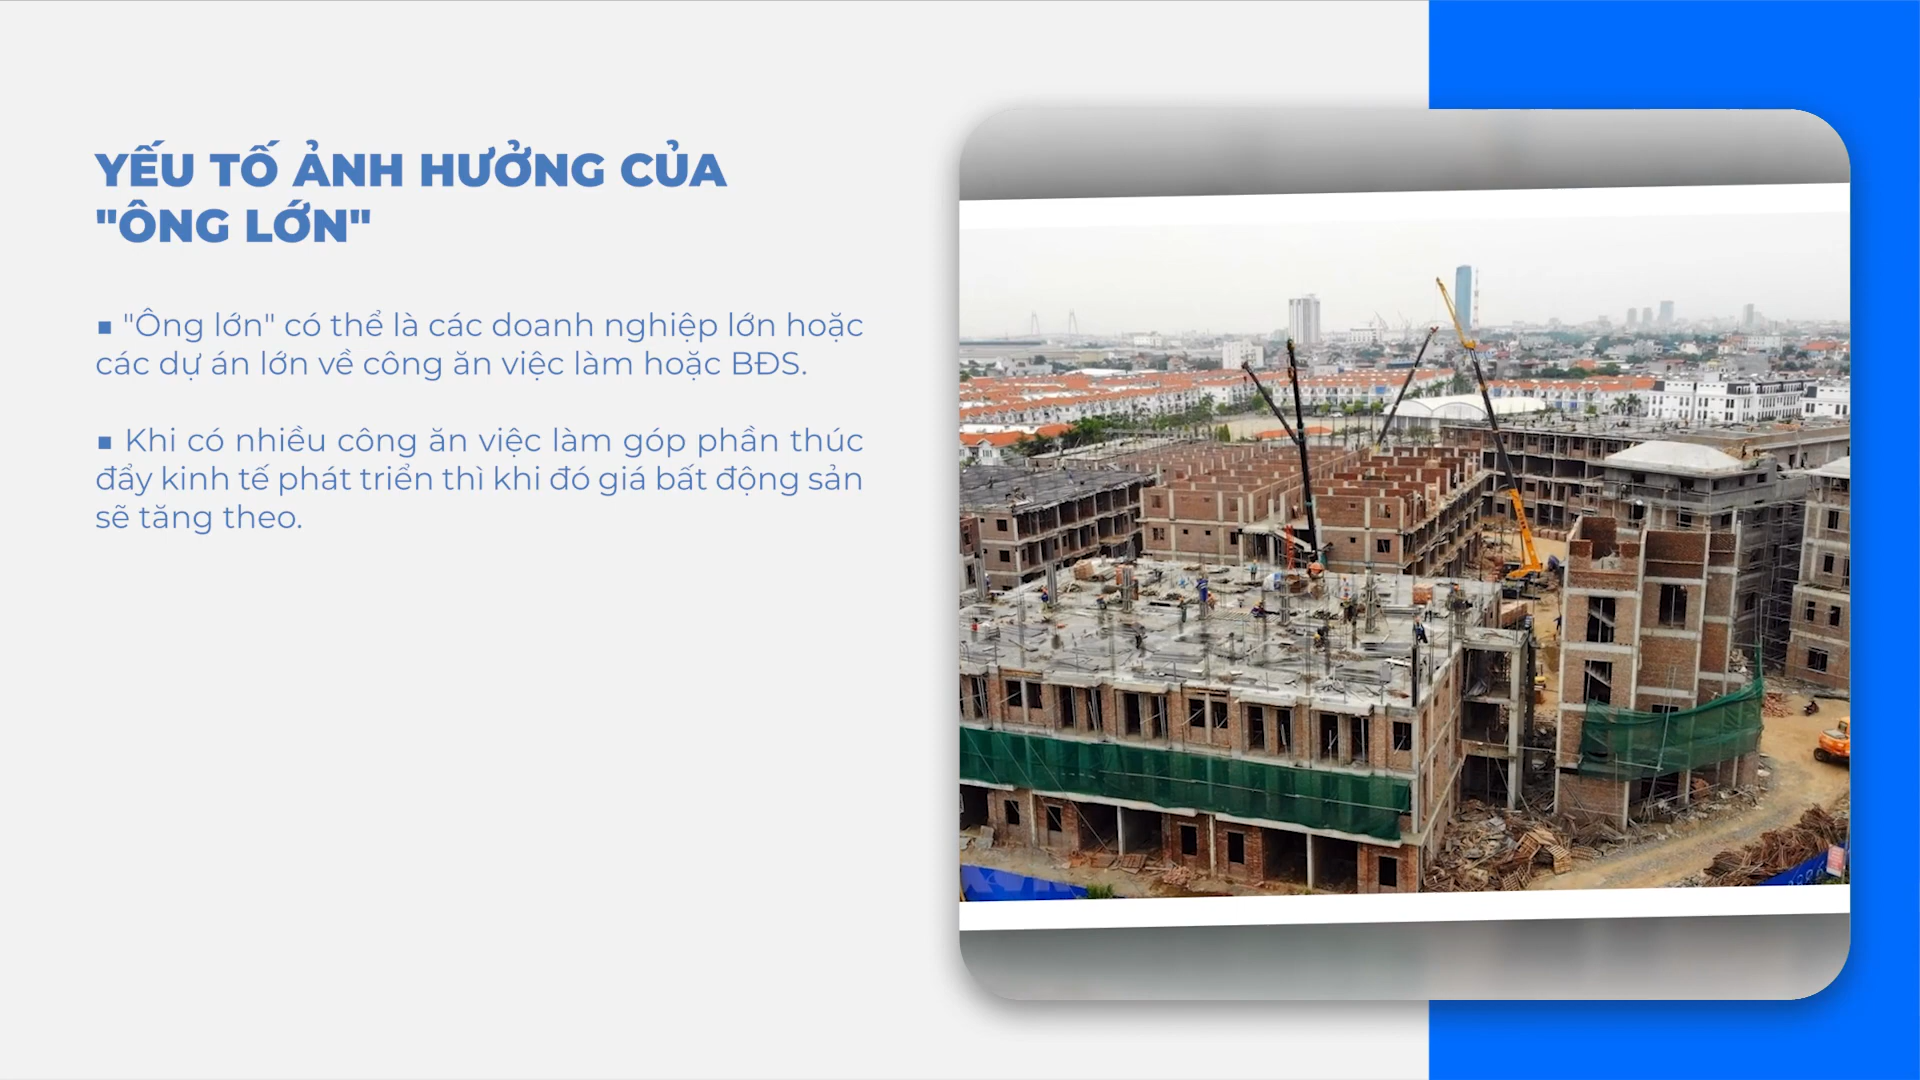 YẾU TỐ ẢNH HƯỞNG CỦA
"ÔNG LỚN"
▪ "Ông lớn" có thể là các doanh nghiệp lớn hoặc
các dự án lớn về công ăn việc làm hoặc BĐS.
▪ Khi có nhiều công ăn việc làm góp phần thúc
đẩy kinh tế phát triển thì khi đó giá bất động sản
sẽ tăng theo.